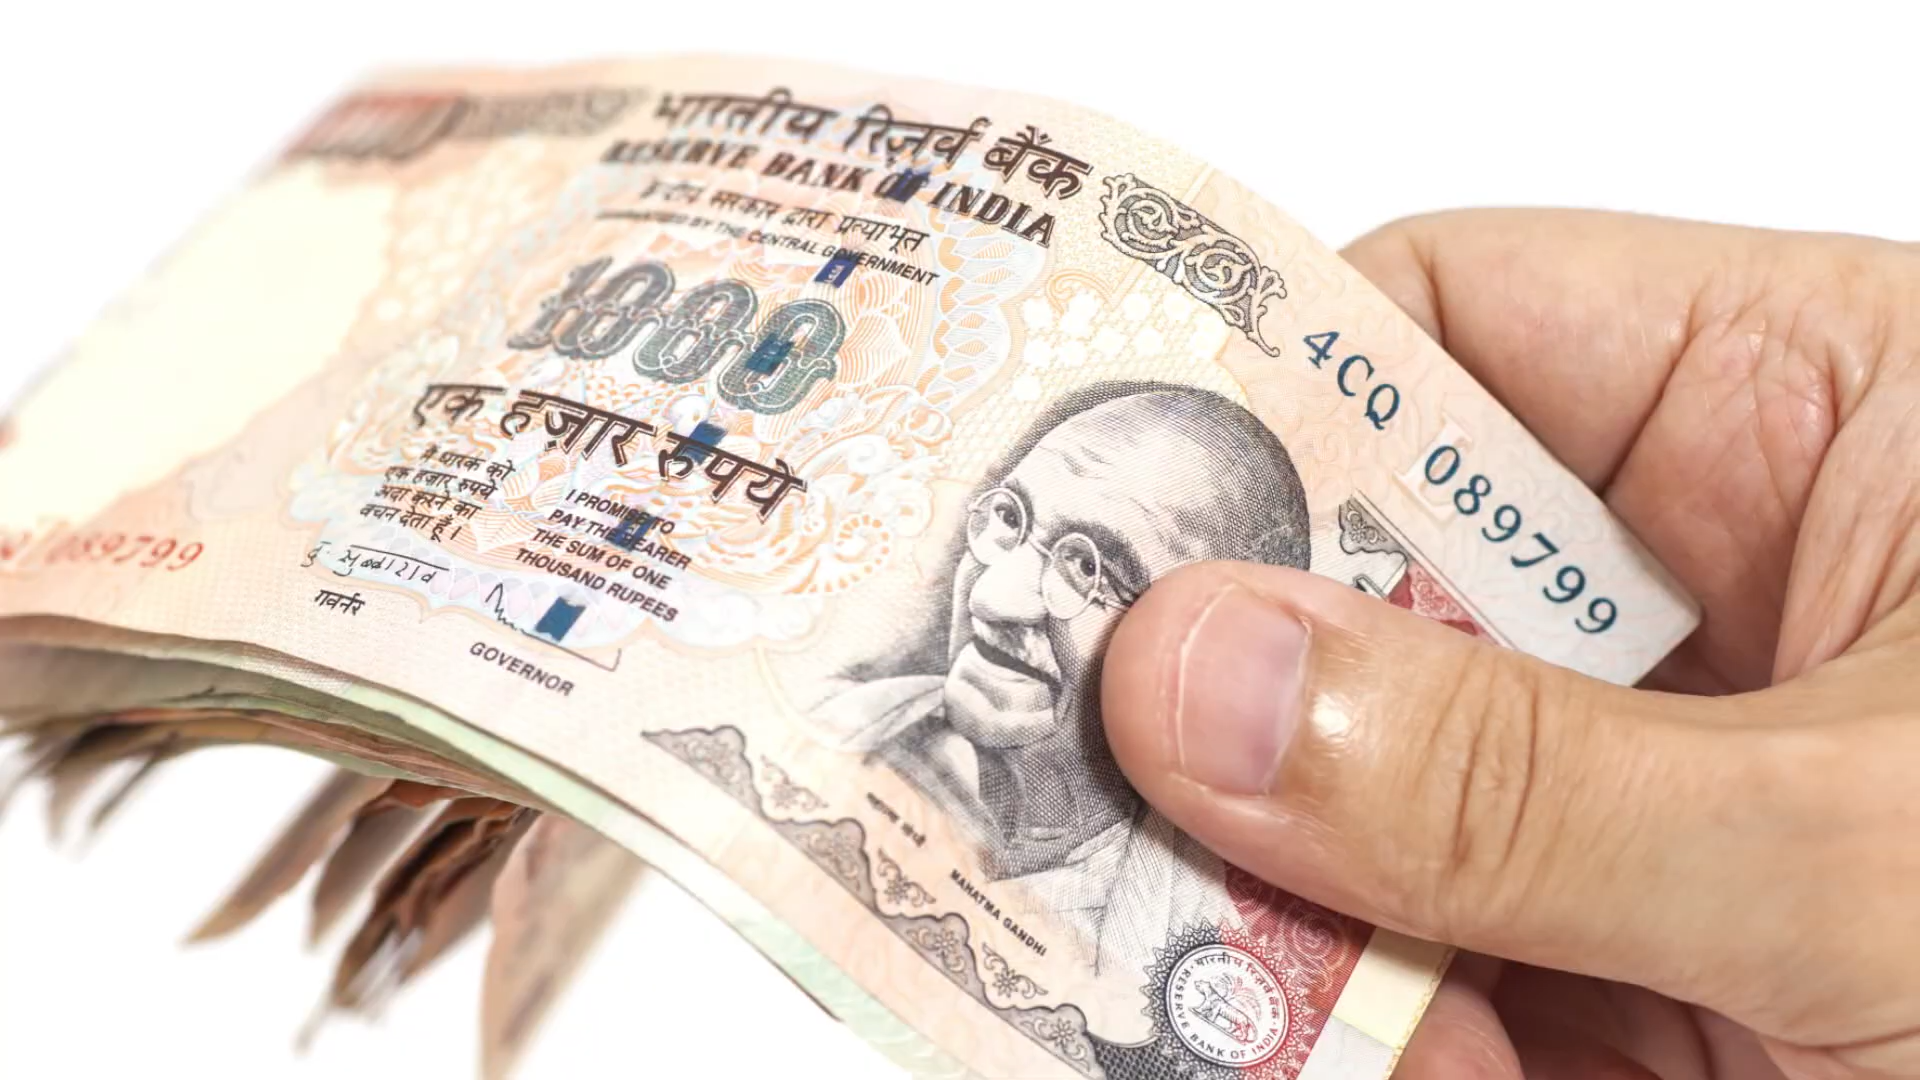 भारतीय रिज़र्व बैंक
RESERVE BANK OF INDIA
केन्द्रीय सरकार द्वारा प्रत्याभूत
GUARANTEED BY THE CENTRAL GOVERNMENT
1000
एक हज़ार रुपये
मैं धारक को
एक हज़ार रुपये
अदा करने का
वचन देता हूँ।
I PROMISE TO
PAY THE BEARER
THE SUM OF ONE
THOUSAND RUPEES
गवर्नर
GOVERNOR
4CQ 089799
089799
महात्मा गांधी
MAHATMA GANDHI
भारतीय रिज़र्व बैंक
RESERVE BANK OF INDIA